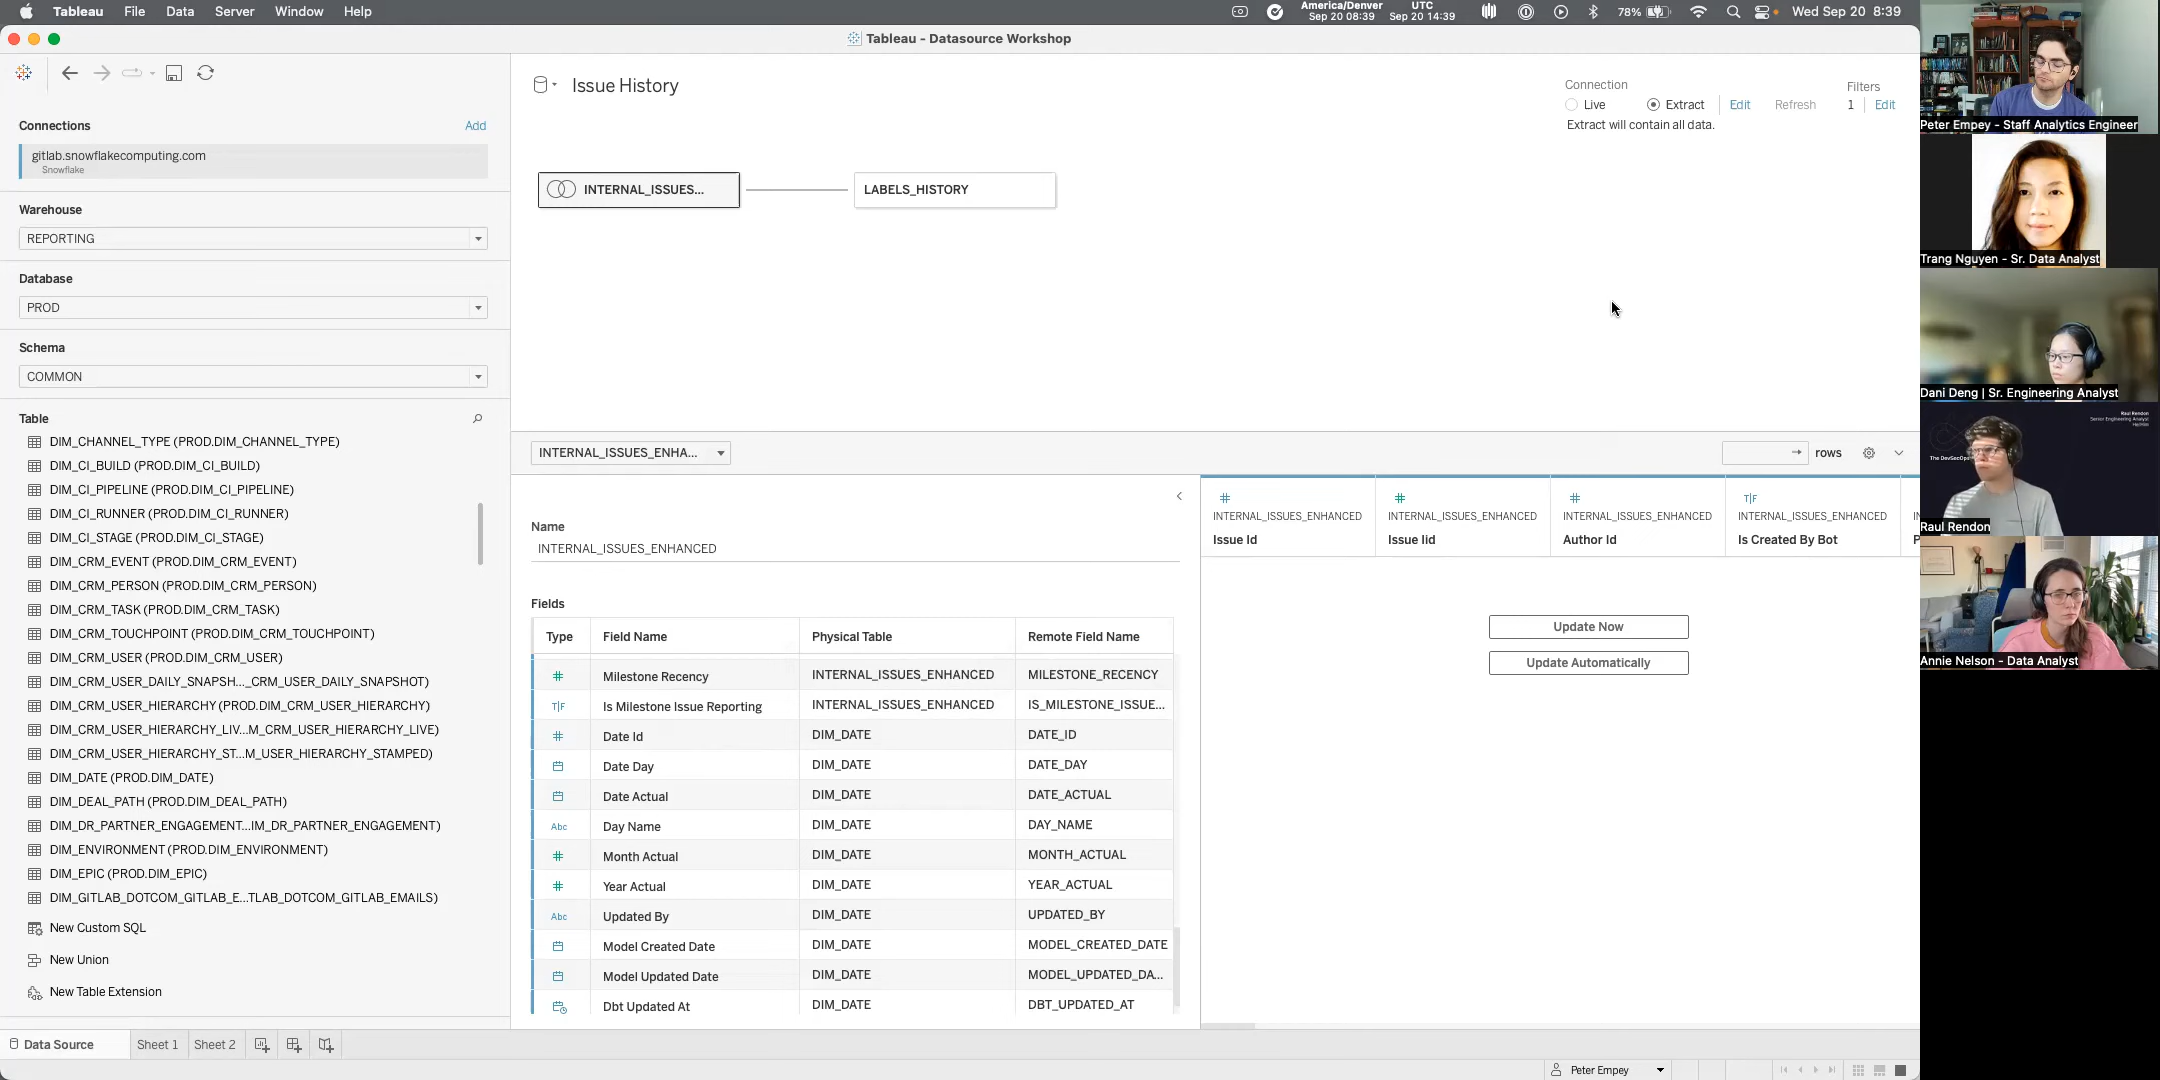 Tableau File Data Server Window Help
America/Denver UTC
Sep 20 08:39 Sep 20 14:39
78% Wed Sep 20 8:39
Tableau - Datasource Workshop
Issue History
Connection
Live Extract Edit Refresh
Extract will contain all data.
Filters
1 Edit
Connections Add
gitlab.snowflakecomputing.com
Snowflake
Warehouse
REPORTING
Database
PROD
Schema
COMMON
Table
DIM_CHANNEL_TYPE (PROD.DIM_CHANNEL_TYPE)
DIM_CI_BUILD (PROD.DIM_CI_BUILD)
DIM_CI_PIPELINE (PROD.DIM_CI_PIPELINE)
DIM_CI_RUNNER (PROD.DIM_CI_RUNNER)
DIM_CI_STAGE (PROD.DIM_CI_STAGE)
DIM_CRM_EVENT (PROD.DIM_CRM_EVENT)
DIM_CRM_PERSON (PROD.DIM_CRM_PERSON)
DIM_CRM_TASK (PROD.DIM_CRM_TASK)
DIM_CRM_TOUCHPOINT (PROD.DIM_CRM_TOUCHPOINT)
DIM_CRM_USER (PROD.DIM_CRM_USER)
DIM_CRM_USER_DAILY_SNAPSH..._CRM_USER_DAILY_SNAPSHOT)
DIM_CRM_USER_HIERARCHY (PROD.DIM_CRM_USER_HIERARCHY)
DIM_CRM_USER_HIERARCHY_LIV...M_CRM_USER_HIERARCHY_LIVE)
DIM_CRM_USER_HIERARCHY_ST...M_USER_HIERARCHY_STAMPED)
DIM_DATE (PROD.DIM_DATE)
DIM_DEAL_PATH (PROD.DIM_DEAL_PATH)
DIM_DR_PARTNER_ENGAGEMENT...IM_DR_PARTNER_ENGAGEMENT)
DIM_ENVIRONMENT (PROD.DIM_ENVIRONMENT)
DIM_EPIC (PROD.DIM_EPIC)
DIM_GITLAB_DOTCOM_GITLAB_E...TLAB_DOTCOM_GITLAB_EMAILS)
New Custom SQL
New Union
New Table Extension
INTERNAL_ISSUES... LABELS_HISTORY
INTERNAL_ISSUES_ENHA... rows
Name
INTERNAL_ISSUES_ENHANCED
Fields
Type Field Name Physical Table Remote Field Name
# Milestone Recency INTERNAL_ISSUES_ENHANCED MILESTONE_RECENCY
T|F Is Milestone Issue Reporting INTERNAL_ISSUES_ENHANCED IS_MILESTONE_ISSUE...
# Date Id DIM_DATE DATE_ID
Date Day DIM_DATE DATE_DAY
Date Actual DIM_DATE DATE_ACTUAL
Abc Day Name DIM_DATE DAY_NAME
# Month Actual DIM_DATE MONTH_ACTUAL
# Year Actual DIM_DATE YEAR_ACTUAL
Abc Updated By DIM_DATE UPDATED_BY
Model Created Date DIM_DATE MODEL_CREATED_DATE
Model Updated Date DIM_DATE MODEL_UPDATED_DA...
Dbt Updated At DIM_DATE DBT_UPDATED_AT
# # # T|F
INTERNAL_ISSUES_ENHANCED INTERNAL_ISSUES_ENHANCED INTERNAL_ISSUES_ENHANCED INTERNAL_ISSUES_ENHANCED
Issue Id Issue Iid Author Id Is Created By Bot
Update Now
Update Automatically
Data Source Sheet 1 Sheet 2
Peter Empey
Peter Empey - Staff Analytics Engineer
Trang Nguyen - Sr. Data Analyst
Dani Deng | Sr. Engineering Analyst
Raul Rendon
Senior Engineering Analyst
The DevSecOps
Raul Rendon
Annie Nelson - Data Analyst